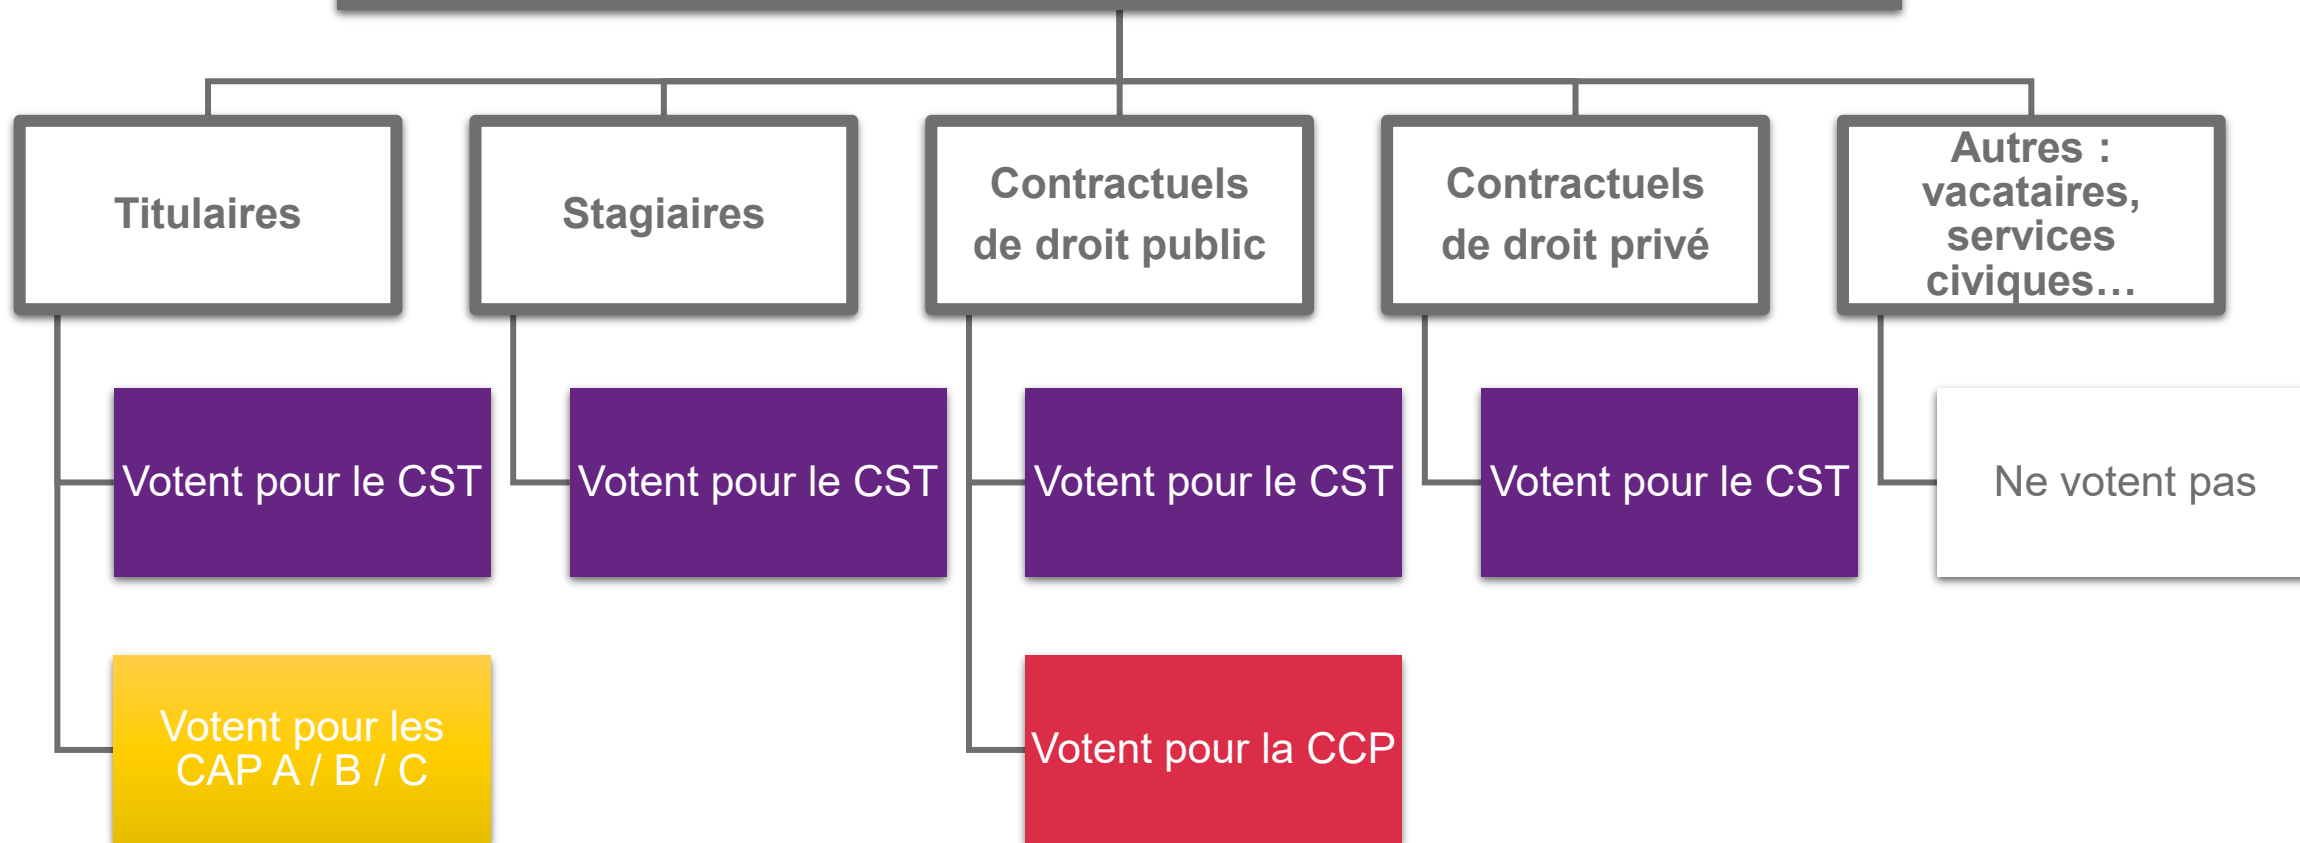 Titulaires
Stagiaires
Contractuels
de droit public
Contractuels
de droit privé
Autres :
vacataires,
services
civiques…
Votent pour le CST
Votent pour le CST
Votent pour le CST
Votent pour le CST
Ne votent pas
Votent pour les
CAP A / B / C
Votent pour la CCP